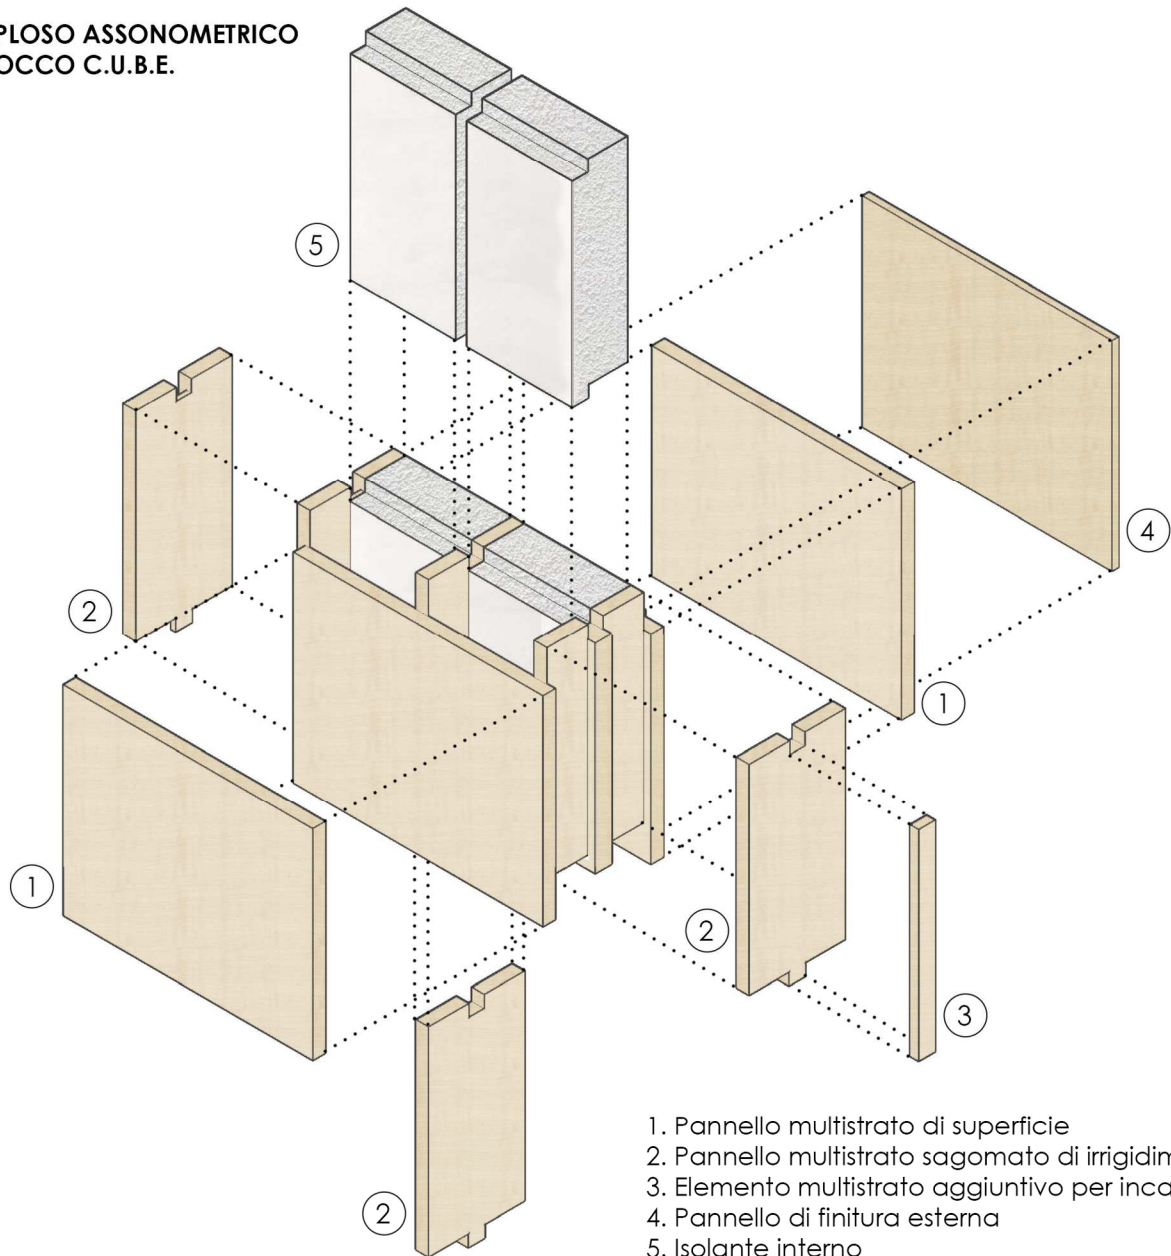 PLOSO ASSONOMETRICO
OCCO C.U.B.E.
5
4
2
1
1
2
3
2
1. Pannello multistrato di superficie
2. Pannello multistrato sagomato di irrigidim
3. Elemento multistrato aggiuntivo per inca
4. Pannello di finitura esterna
5. Isolante interno